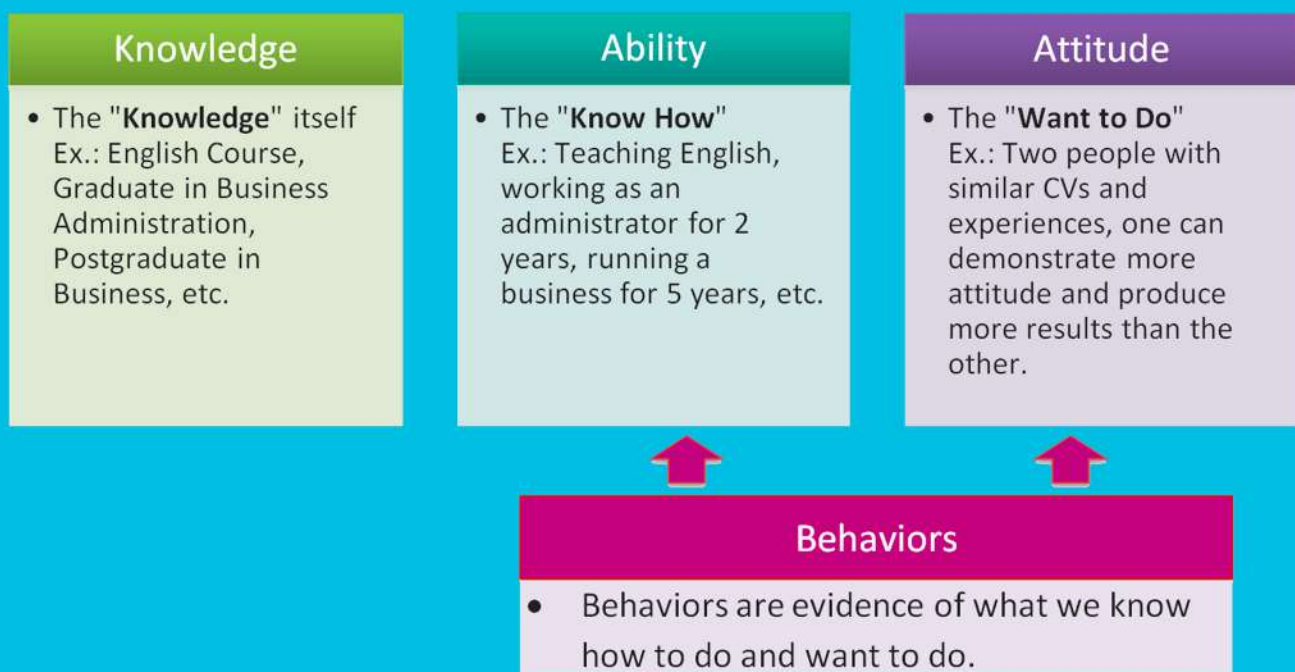 Knowledge
• The "Knowledge" itself
Ex.: English Course,
Graduate in Business
Administration,
Postgraduate in
Business, etc.
Ability
• The "Know How"
Ex.: Teaching English,
working as an
administrator for 2
years, running a
business for 5 years, etc.
Attitude
• The "Want to Do"
Ex.: Two people with
similar CVs and
experiences, one can
demonstrate more
attitude and produce
more results than the
other.
Behaviors
• Behaviors are evidence of what we know
how to do and want to do.